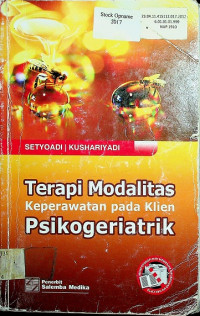 Stock Opname
2017
SETYOADI | KUSHARIYADI
Terapi Modalitas
Keperawatan pada Klien
Psikogeriatrik
Penerbit
Salemba Medika